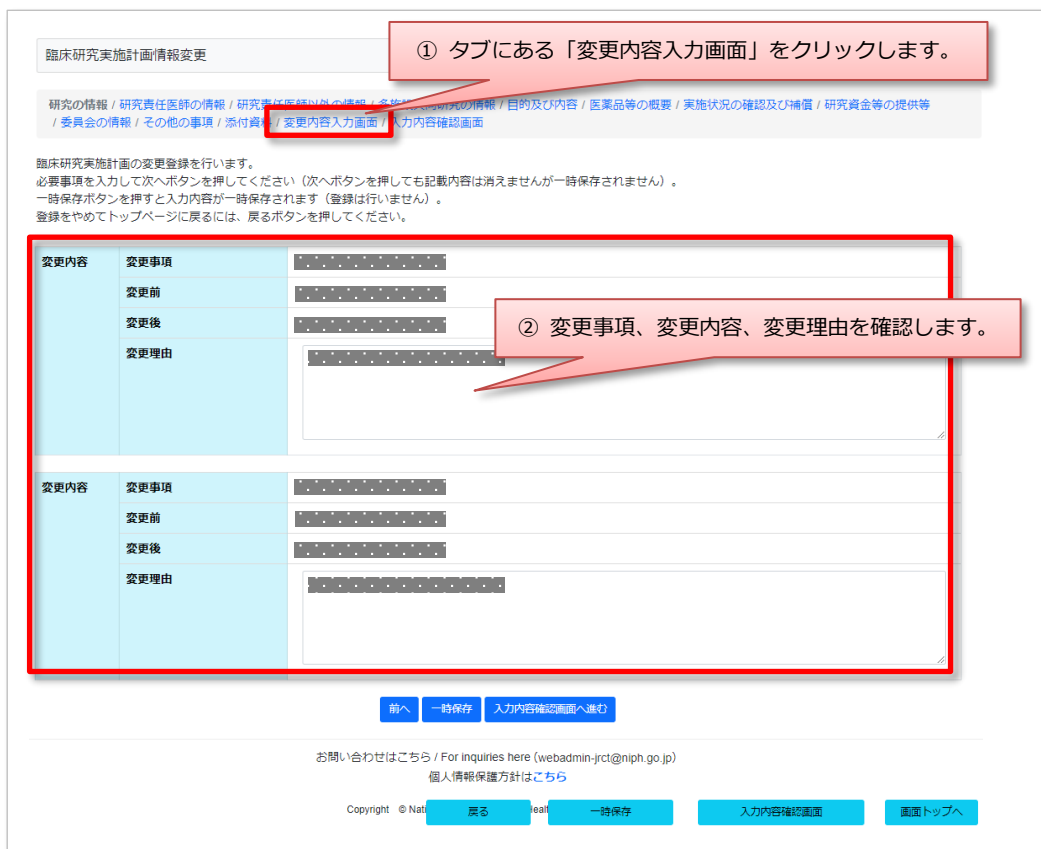 臨床研究実施計画情報変更
① タブにある「変更内容入力画面」をクリックします。
研究の情報 / 研究責任医師の情報 / 研究責任医師以外の情報 / 多施設共同研究の情報 / 目的及び内容 / 医薬品等の概要 / 実施状況の確認及び補償 / 研究資金等の提供等
/ 委員会の情報 / その他の事項 / 添付資料 / 変更内容入力画面 / 入力内容確認画面
臨床研究実施計画の変更登録を行います。
必要事項を入力して次へボタンを押してください（次へボタンを押しても記載内容は消えませんが一時保存されません）。
一時保存ボタンを押すと入力内容が一時保存されます（登録は行いません）。
登録をやめてトップページに戻るには、戻るボタンを押してください。
変更内容 変更事項
変更前
変更後
② 変更事項、変更内容、変更理由を確認します。
変更理由
変更内容 変更事項
変更前
変更後
変更理由
前へ 一時保存 入力内容確認画面へ進む
お問い合わせはこちら / For inquiries here (webadmin-jrct@niph.go.jp)
個人情報保護方針はこちら
Copyright © Nati
戻る 一時保存 入力内容確認画面 画面トップへ